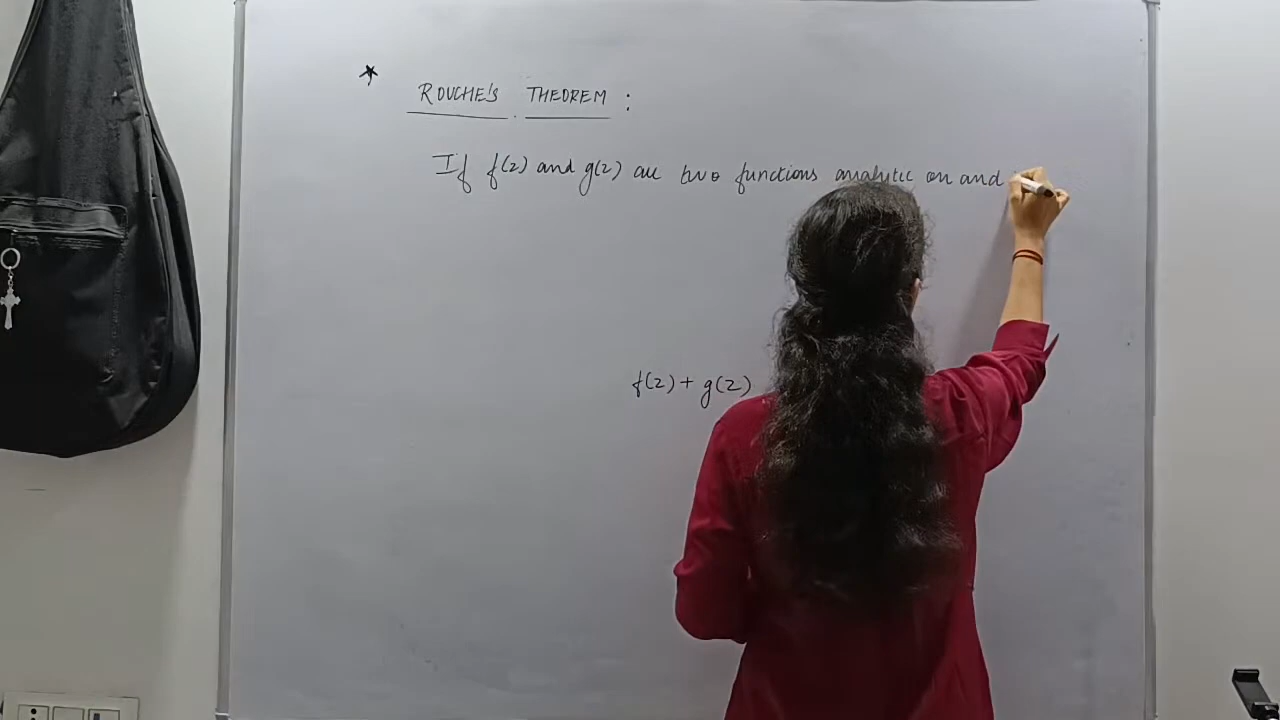 * ROUCHE'S THEOREM :
If f(z) and g(z) are two functions analytic on and
f(z) + g(z)